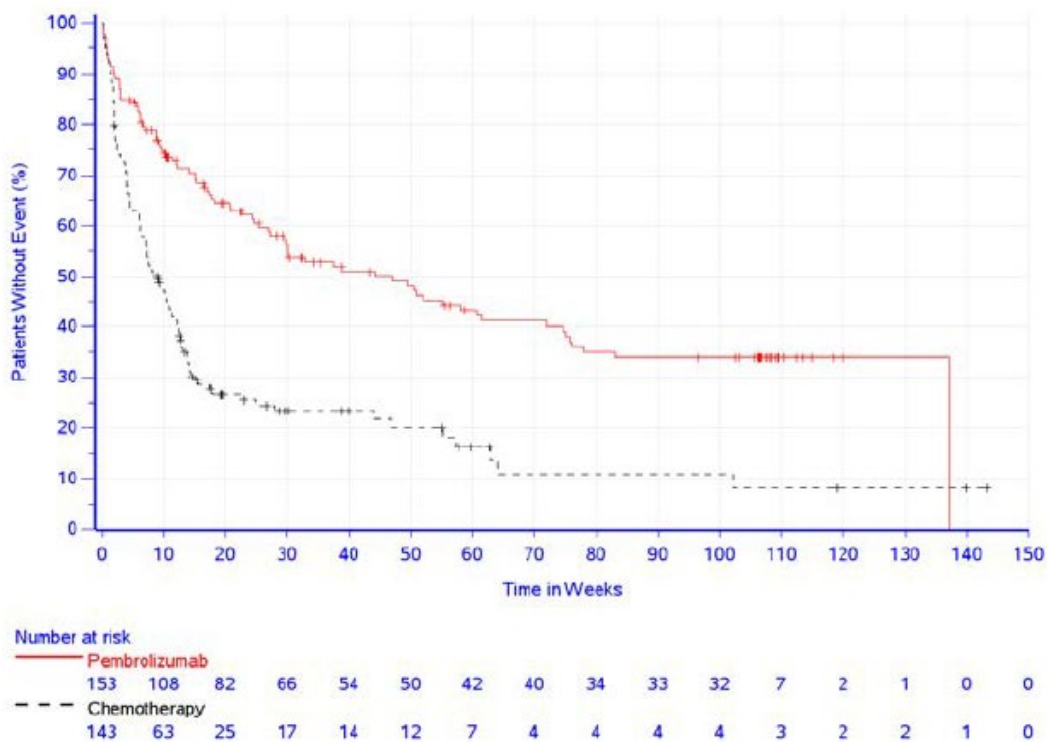 100
90
80
70
60
50
40
30
20
10
0
Patients Without Event (%)
0 10 20 30 40 50 60 70 80 90 100 110 120 130 140 150
Time in Weeks
Number at risk
Pembrolizumab
153 108 82 66 54 50 42 40 34 33 32 7 2 1 0 0
Chemotherapy
143 63 25 17 14 12 7 4 4 4 4 3 2 2 1 0